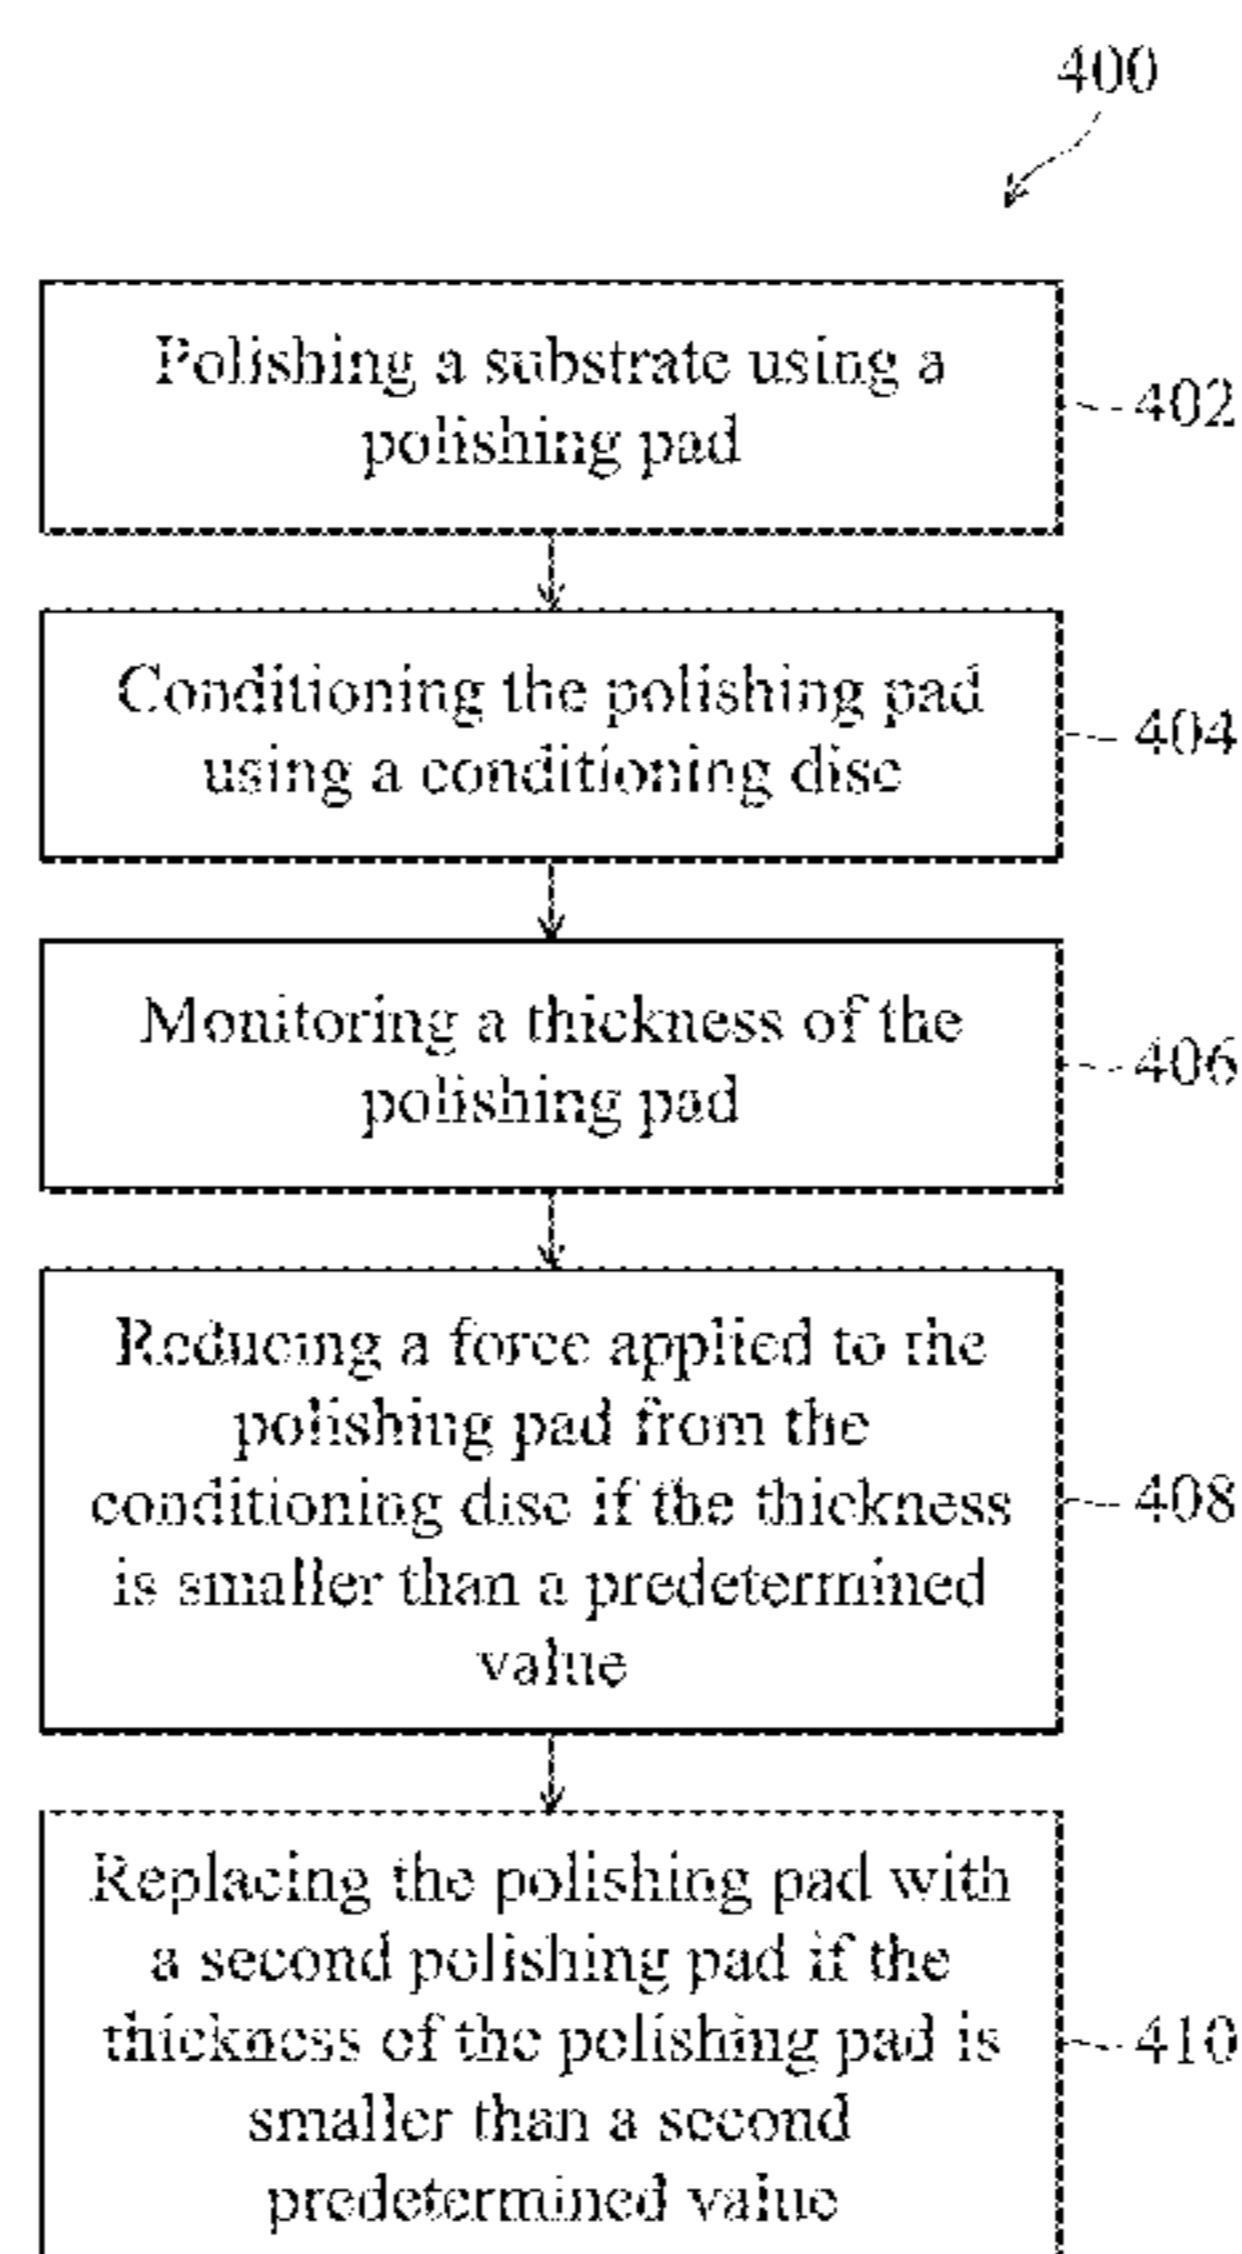 400
Polishing a substrate using a
polishing pad
402
Conditioning the polishing pad
using a conditioning disc
404
Monitoring a thickness of the
polishing pad
406
Reducing a force applied to the
polishing pad from the
conditioning disc if the thickness
is smaller than a predetermined
value
408
Replacing the polishing pad with
a second polishing pad if the
thickness of the polishing pad is
smaller than a second
predetermined value
410